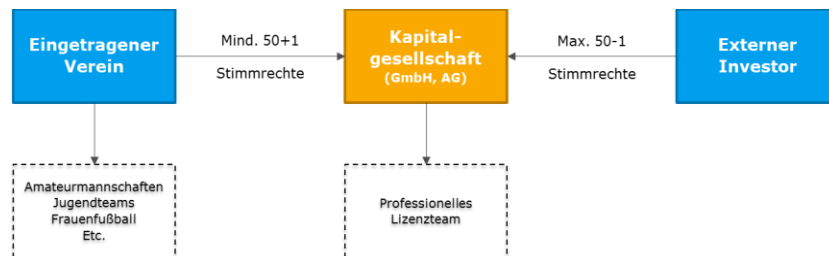 Eingetragener
Verein
Mind. 50+1
Stimmrechte
Kapital-
gesellschaft
(GmbH, AG)
Max. 50-1
Stimmrechte
Externer
Investor
Amateurmannschaften
Jugendteams
Frauenfußball
Etc.
Professionelles
Lizenzteam